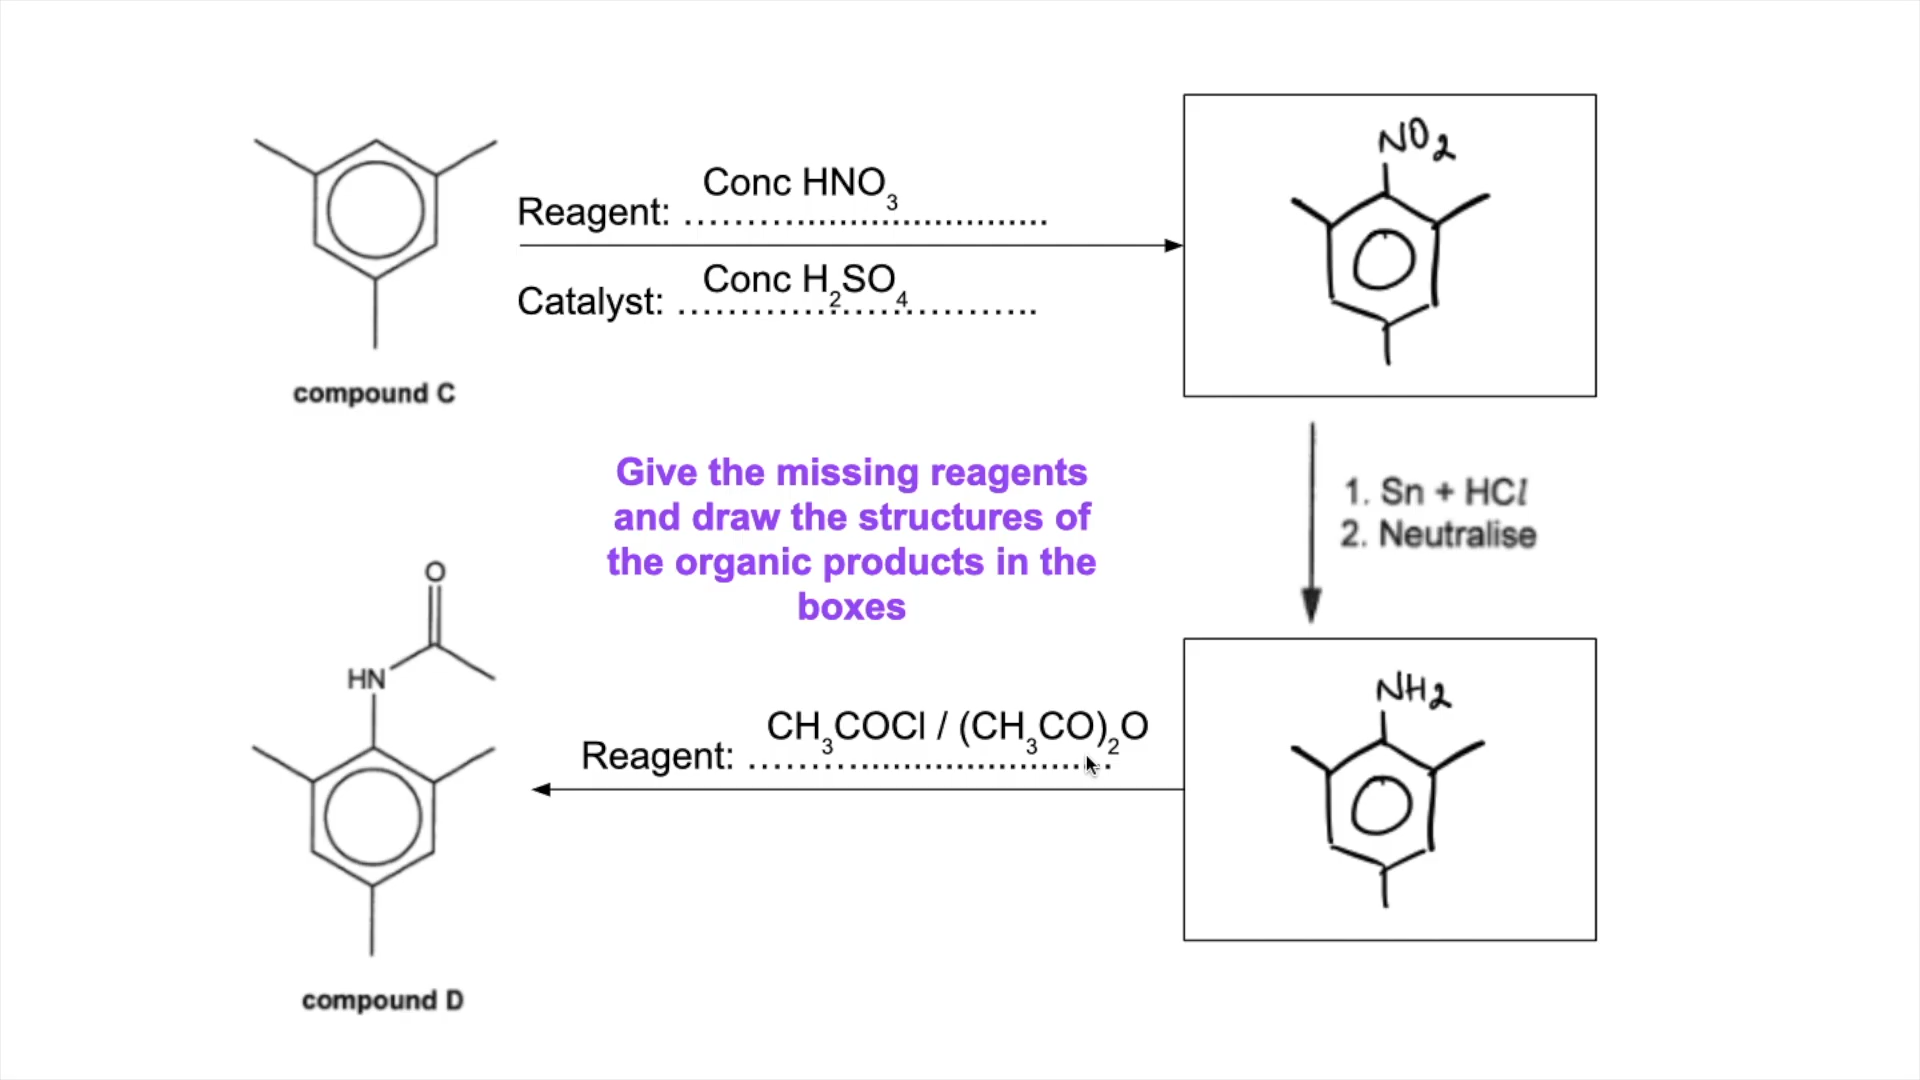 NO₂
Conc HNO₃
Reagent: ........................................
Conc H₂SO₄
Catalyst: ........................................
compound C
Give the missing reagents
and draw the structures of
the organic products in the
boxes
1. Sn + HCl
2. Neutralise
O
HN
NH₂
CH₃COCl / (CH₃CO)₂O
Reagent: ........................................
compound D